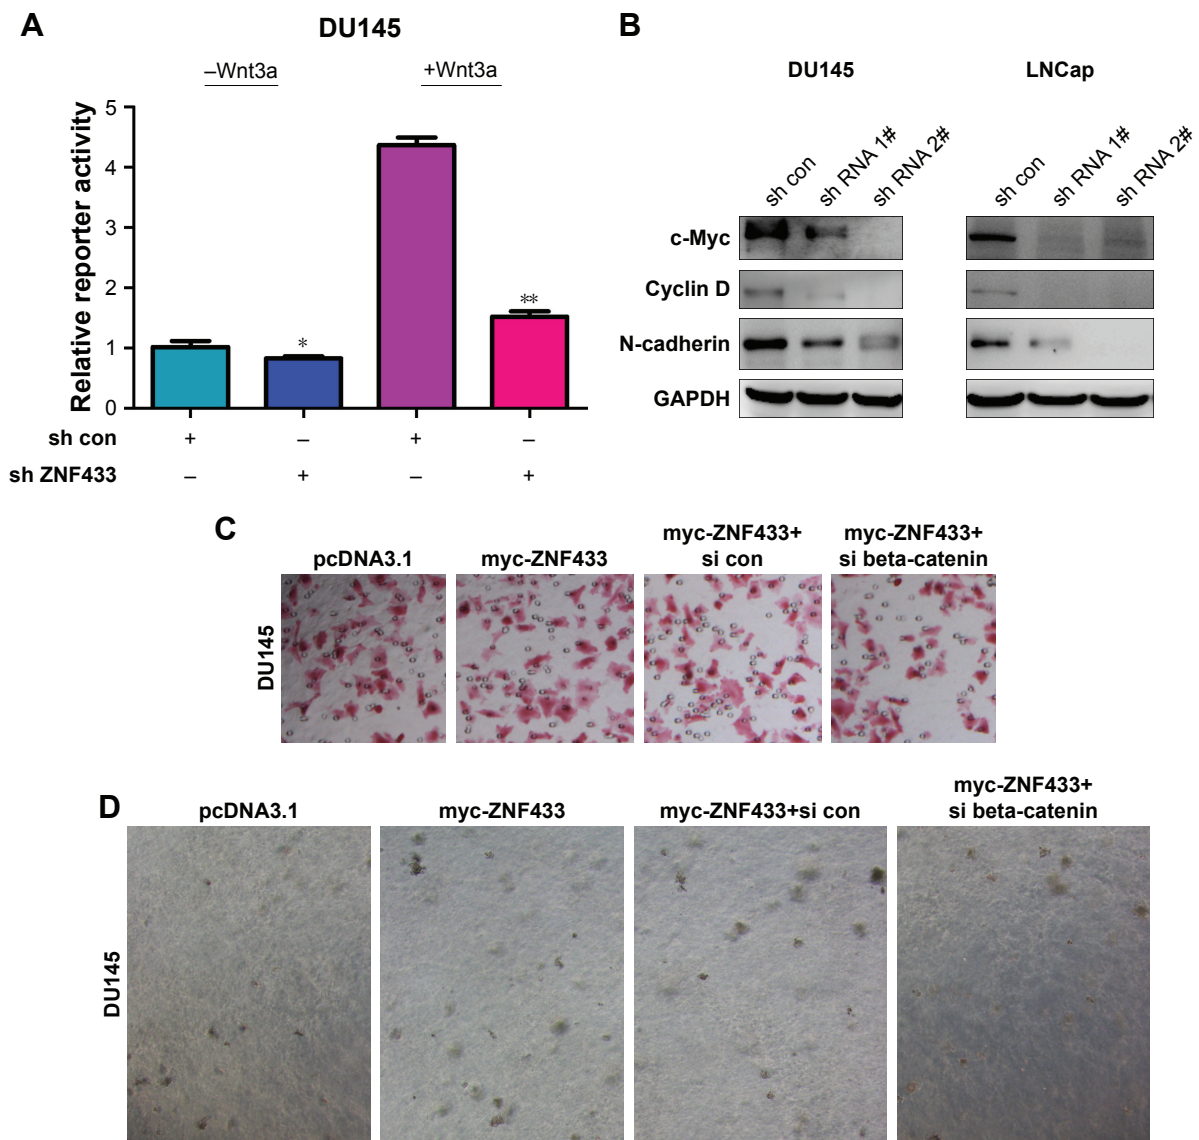 A
DU145
–Wnt3a
+Wnt3a
Relative reporter activity
5
4
3
2
1
0
*
**
sh con
+
–
+
–
sh ZNF433
–
+
–
+
B
DU145
LNCap
sh con
sh RNA 1#
sh RNA 2#
sh con
sh RNA 1#
sh RNA 2#
c-Myc
Cyclin D
N-cadherin
GAPDH
C
pcDNA3.1
myc-ZNF433
myc-ZNF433+
si con
myc-ZNF433+
si beta-catenin
DU145
D
pcDNA3.1
myc-ZNF433
myc-ZNF433+si con
myc-ZNF433+
si beta-catenin
DU145